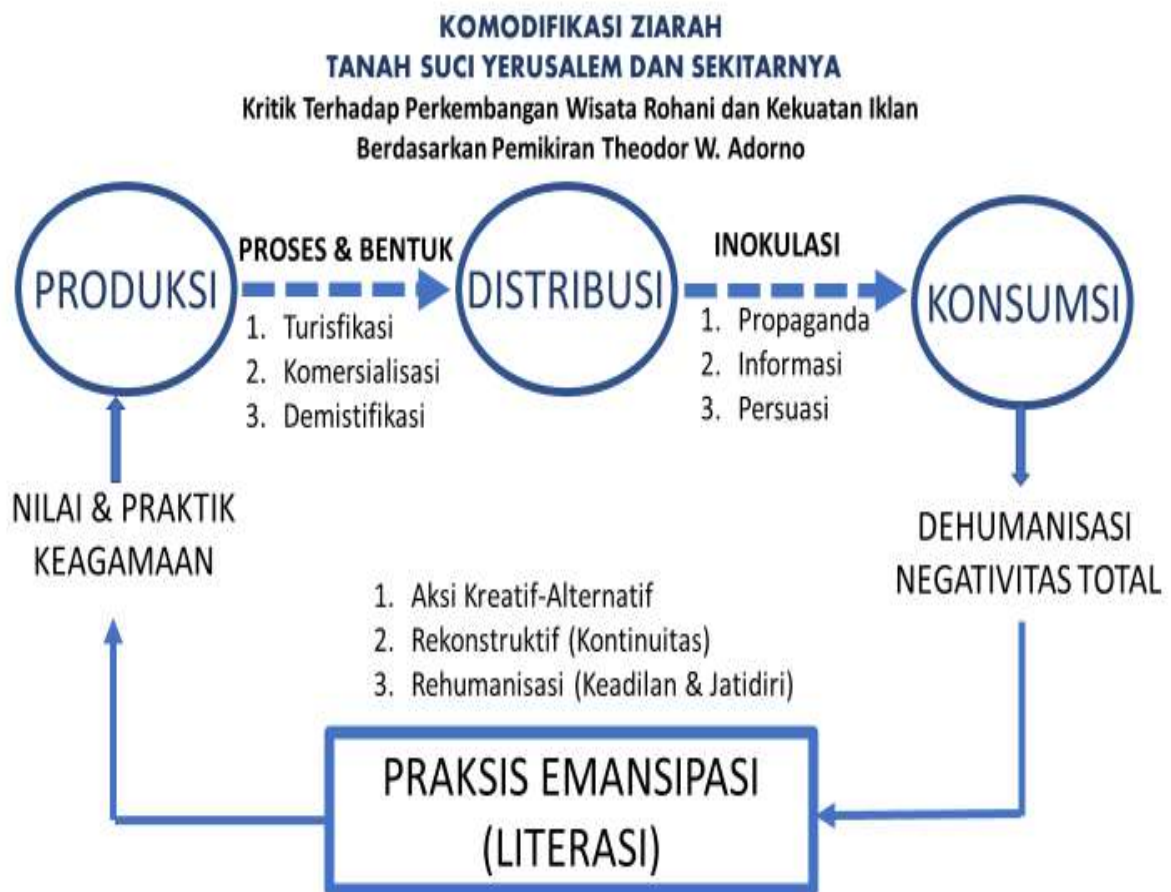 KOMODIFIKASI ZIARAH
TANAH SUCI YERUSALEM DAN SEKITARNYA
Kritik Terhadap Perkembangan Wisata Rohani dan Kekuatan Iklan
Berdasarkan Pemikiran Theodor W. Adorno
PRODUKSI
PROSES & BENTUK
1. Turisfikasi
2. Komersialisasi
3. Demistifikasi
DISTRIBUSI
INOKULASI
1. Propaganda
2. Informasi
3. Persuasi
KONSUMSI
NILAI & PRAKTIK
KEAGAMAAN
DEHUMANISASI
NEGATIVITAS TOTAL
1. Aksi Kreatif-Alternatif
2. Rekonstruktif (Kontinuitas)
3. Rehumanisasi (Keadilan & Jatidiri)
PRAKSIS EMANSIPASI
(LITERASI)